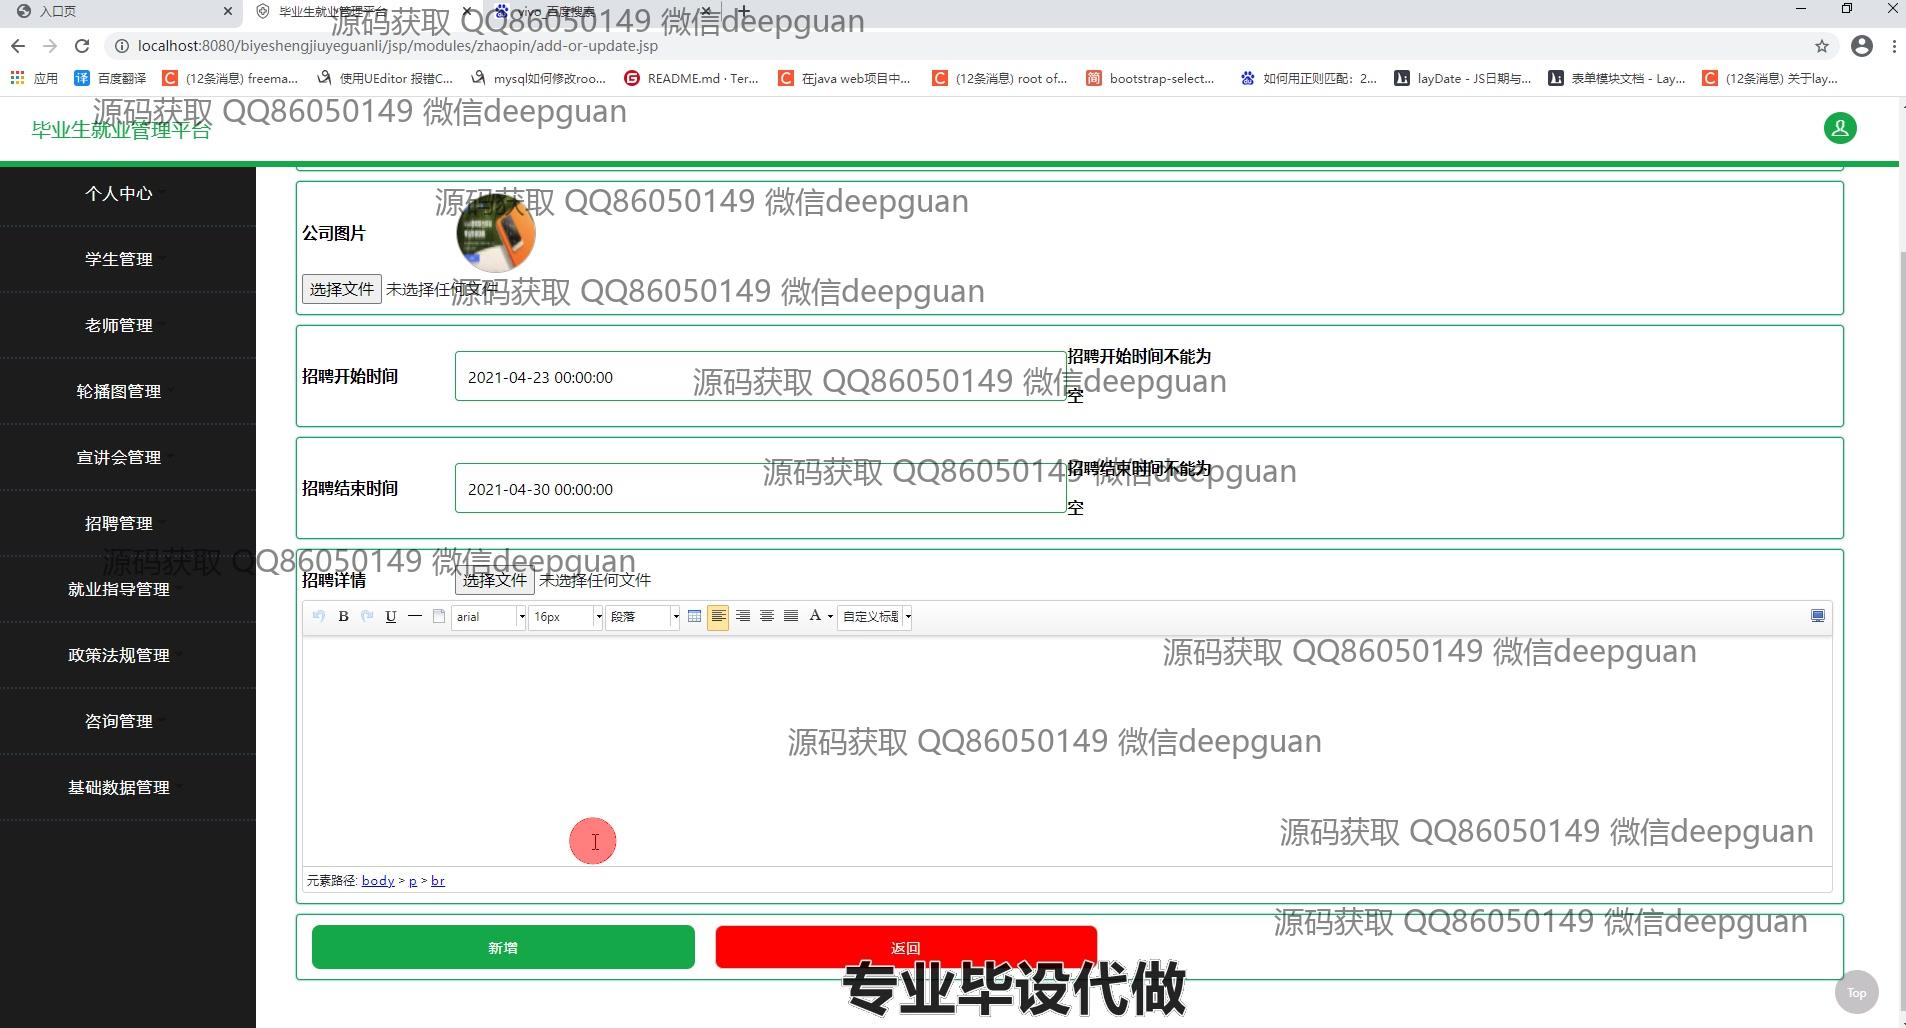 入口页
毕业生就业管理平台
vivo_百度搜索
源码获取 QQ86050149 微信deepguan
localhost:8080/biyeshengjiuyeguanli/jsp/modules/zhaopin/add-or-update.jsp
应用
百度翻译
(12条消息) freema...
使用UEditor 报错C...
mysql如何修改roo...
README.md · Ter...
在java web项目中...
(12条消息) root of...
bootstrap-select...
如何用正则匹配：2...
layDate - JS日期与...
表单模块文档 - Lay...
(12条消息) 关于lay...
源码获取 QQ86050149 微信deepguan
毕业生就业管理平台
个人中心
学生管理
老师管理
轮播图管理
宣讲会管理
招聘管理
就业指导管理
政策法规管理
咨询管理
基础数据管理
源码获取 QQ86050149 微信deepguan
公司图片
选择文件 未选择任何文件
源码获取 QQ86050149 微信deepguan
招聘开始时间
2021-04-23 00:00:00
招聘开始时间不能为
空
源码获取 QQ86050149 微信deepguan
招聘结束时间
2021-04-30 00:00:00
招聘结束时间不能为
空
源码获取 QQ86050149 微信deepguan
源码获取 QQ86050149 微信deepguan
招聘详情
选择文件 未选择任何文件
B
U
arial
16px
段落
A
自定义标题
源码获取 QQ86050149 微信deepguan
源码获取 QQ86050149 微信deepguan
源码获取 QQ86050149 微信deepguan
元素路径: body > p > br
源码获取 QQ86050149 微信deepguan
新增
返回
专业毕设代做
Top